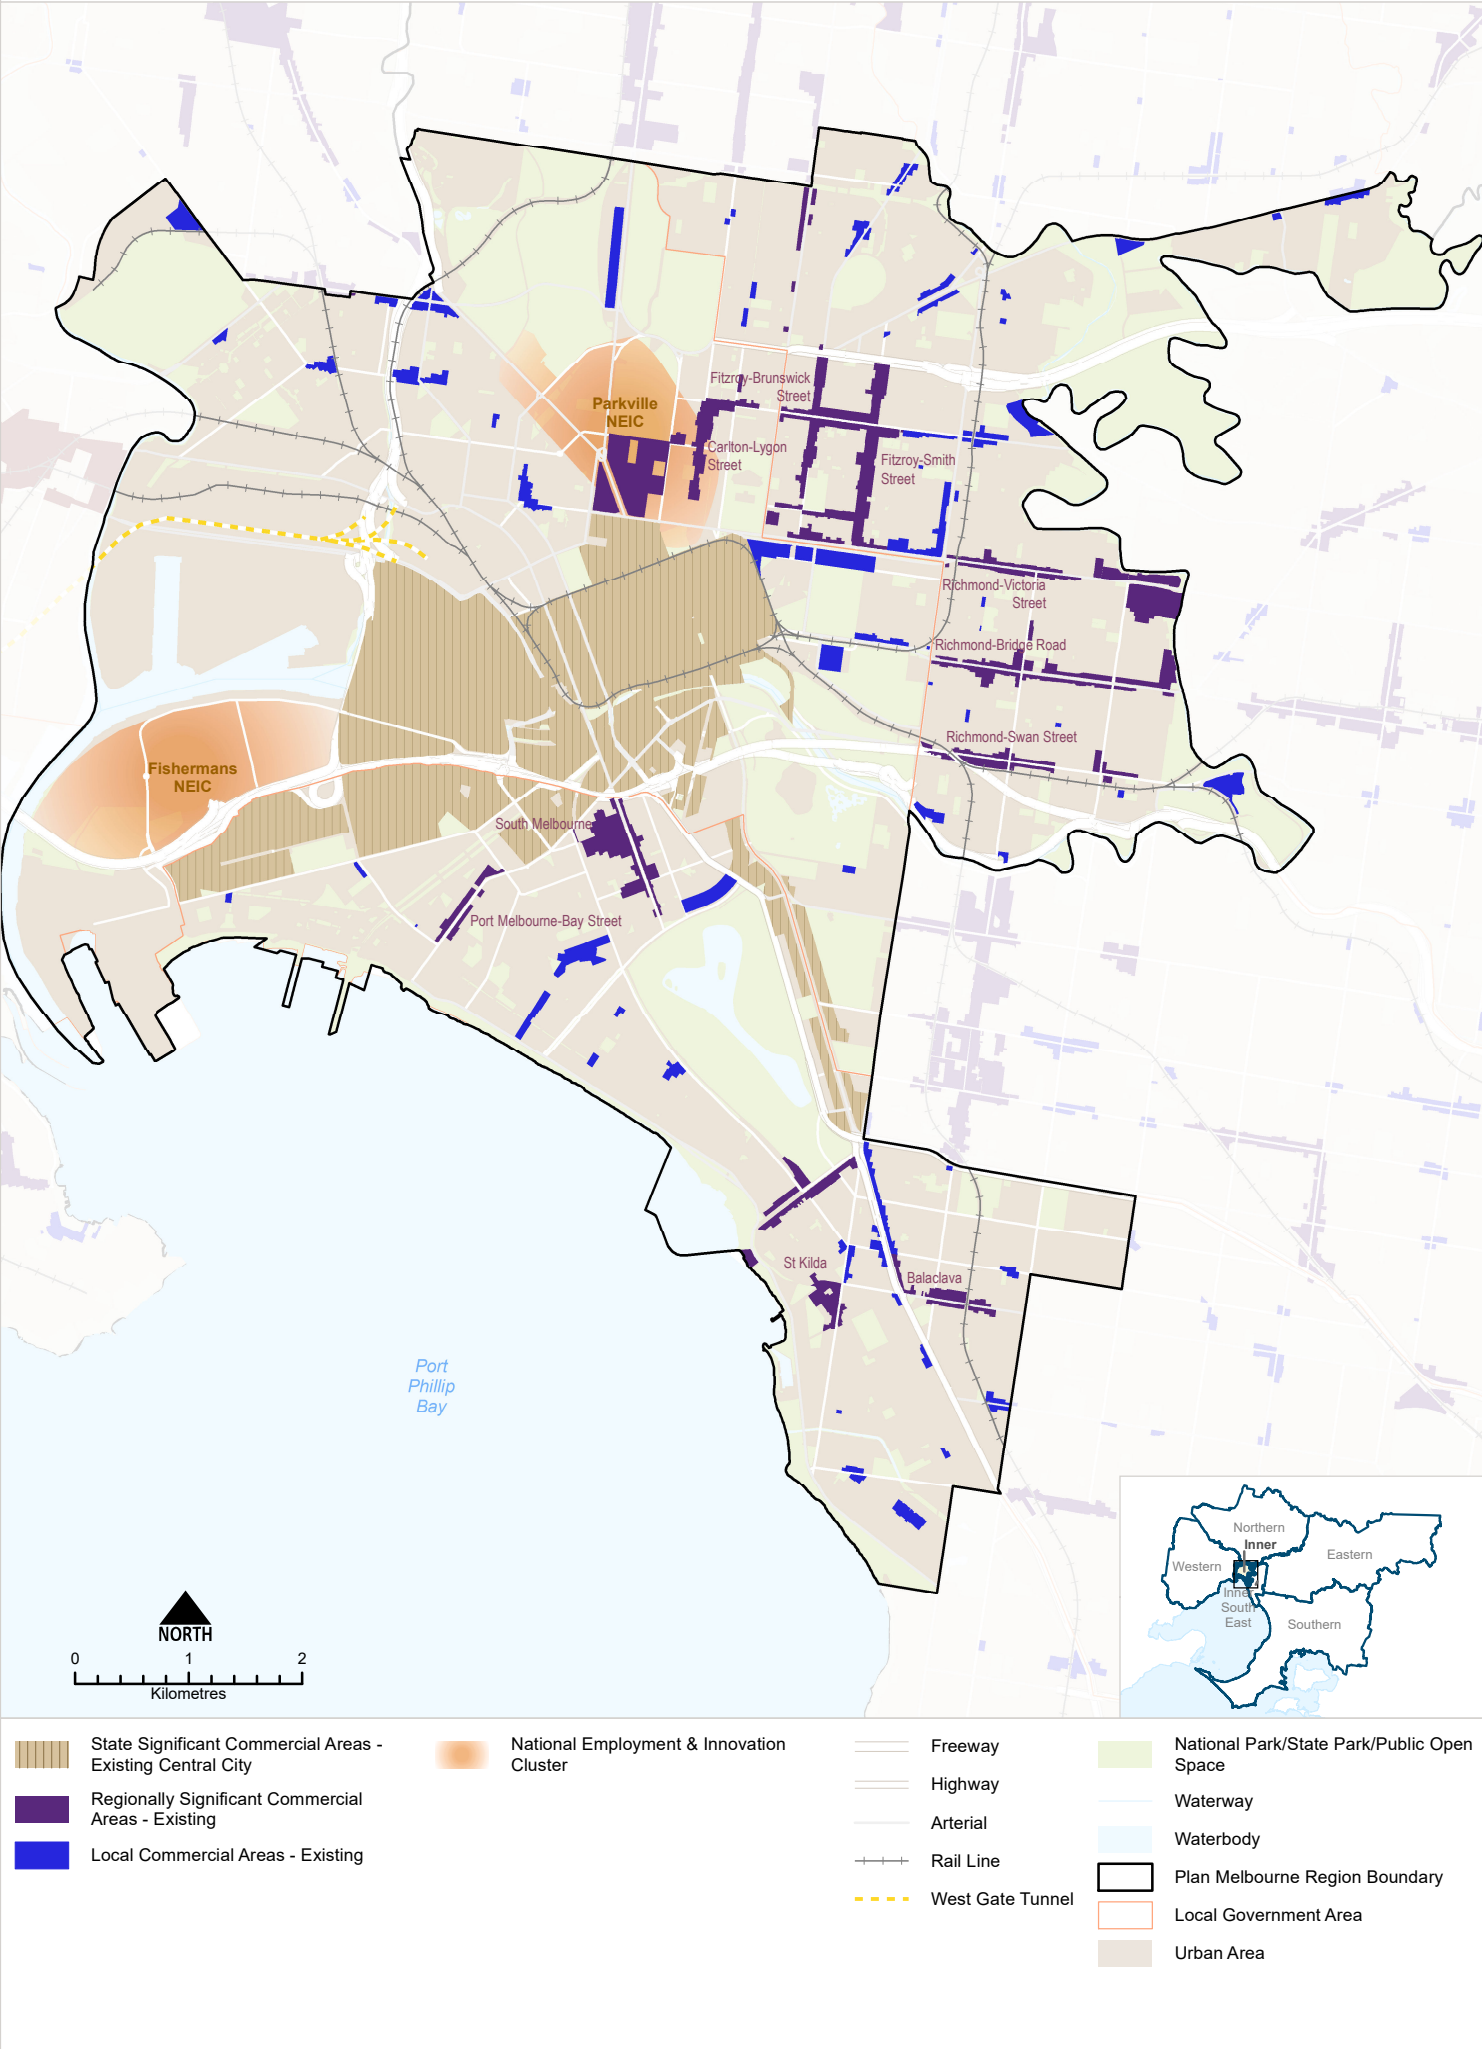 Fitzroy-Brunswick
Street
Parkville
NEIC
Carlton-Lygon
Street
Fitzroy-Smith
Street
Richmond-Victoria
Street
Richmond-Bridge Road
Richmond-Swan Street
Fishermans
NEIC
South Melbourne
Port Melbourne-Bay Street
St Kilda
Balaclava
Port
Phillip
Bay
Northern
Inner
Western
Eastern
Inner
South
East
Southern
NORTH
0 1 2
Kilometres
State Significant Commercial Areas -
Existing Central City
Regionally Significant Commercial
Areas - Existing
Local Commercial Areas - Existing
National Employment & Innovation
Cluster
Freeway
Highway
Arterial
Rail Line
West Gate Tunnel
National Park/State Park/Public Open
Space
Waterway
Waterbody
Plan Melbourne Region Boundary
Local Government Area
Urban Area